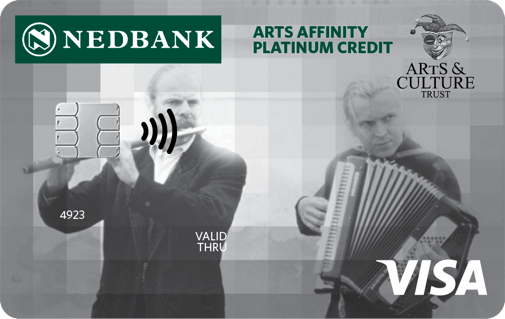 NEDBANK
ARTS AFFINITY
PLATINUM CREDIT
ARTS &
CULTURE
TRUST
4923
VALID
THRU
VISA